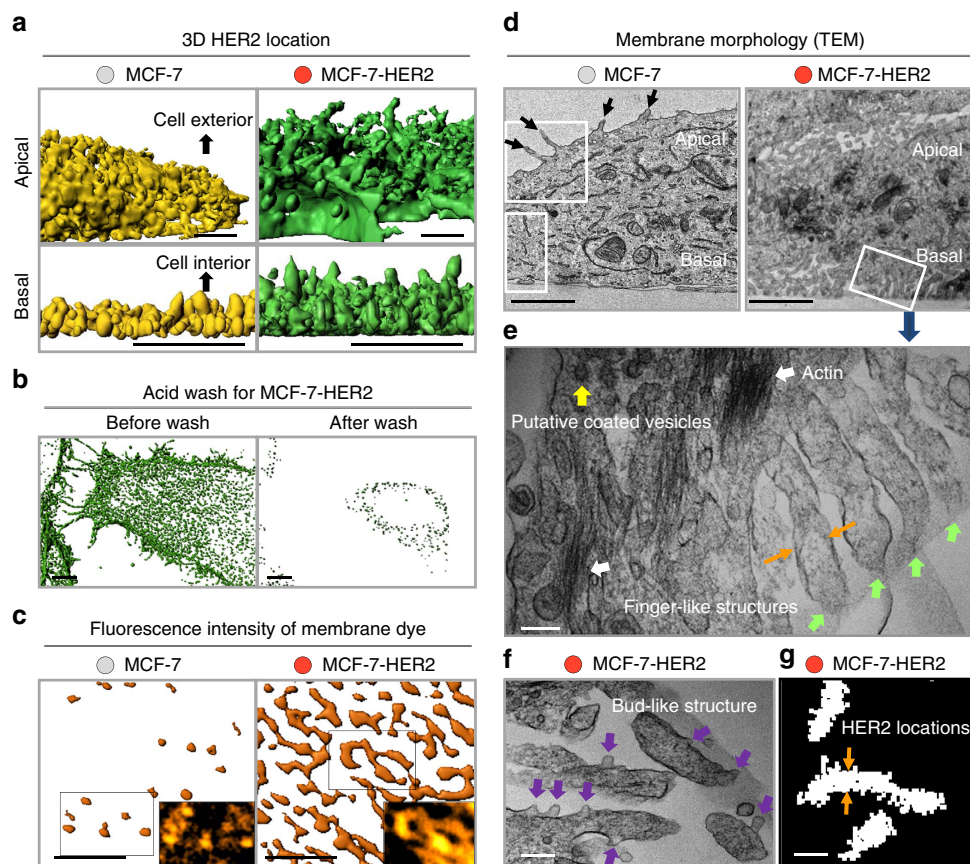 a
3D HER2 location
MCF-7
MCF-7-HER2
Apical
Cell exterior
Basal
Cell interior
b
Acid wash for MCF-7-HER2
Before wash
After wash
c
Fluorescence intensity of membrane dye
MCF-7
MCF-7-HER2
d
Membrane morphology (TEM)
MCF-7
MCF-7-HER2
Apical
Basal
Apical
Basal
e
Actin
Putative coated vesicles
Finger-like structures
f
MCF-7-HER2
Bud-like structure
g
MCF-7-HER2
HER2 locations